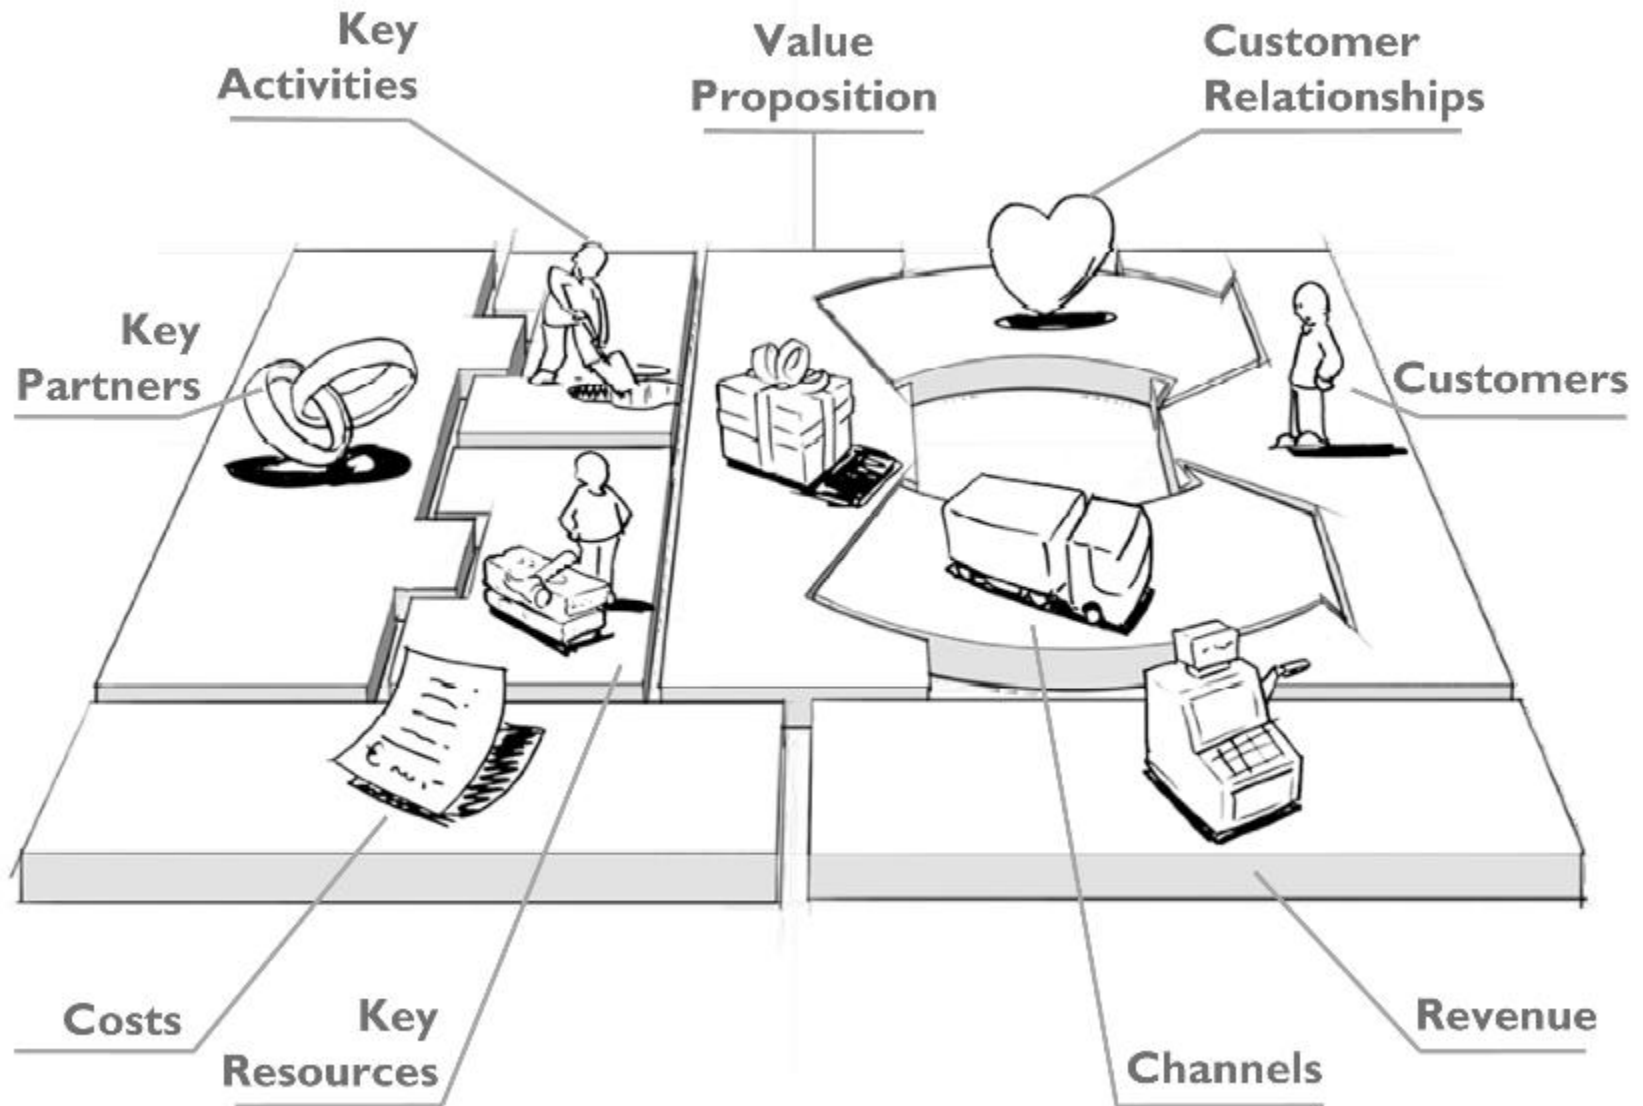 Key
Activities
Value
Proposition
Customer
Relationships
Key
Partners
Customers
Costs
Key
Resources
Channels
Revenue